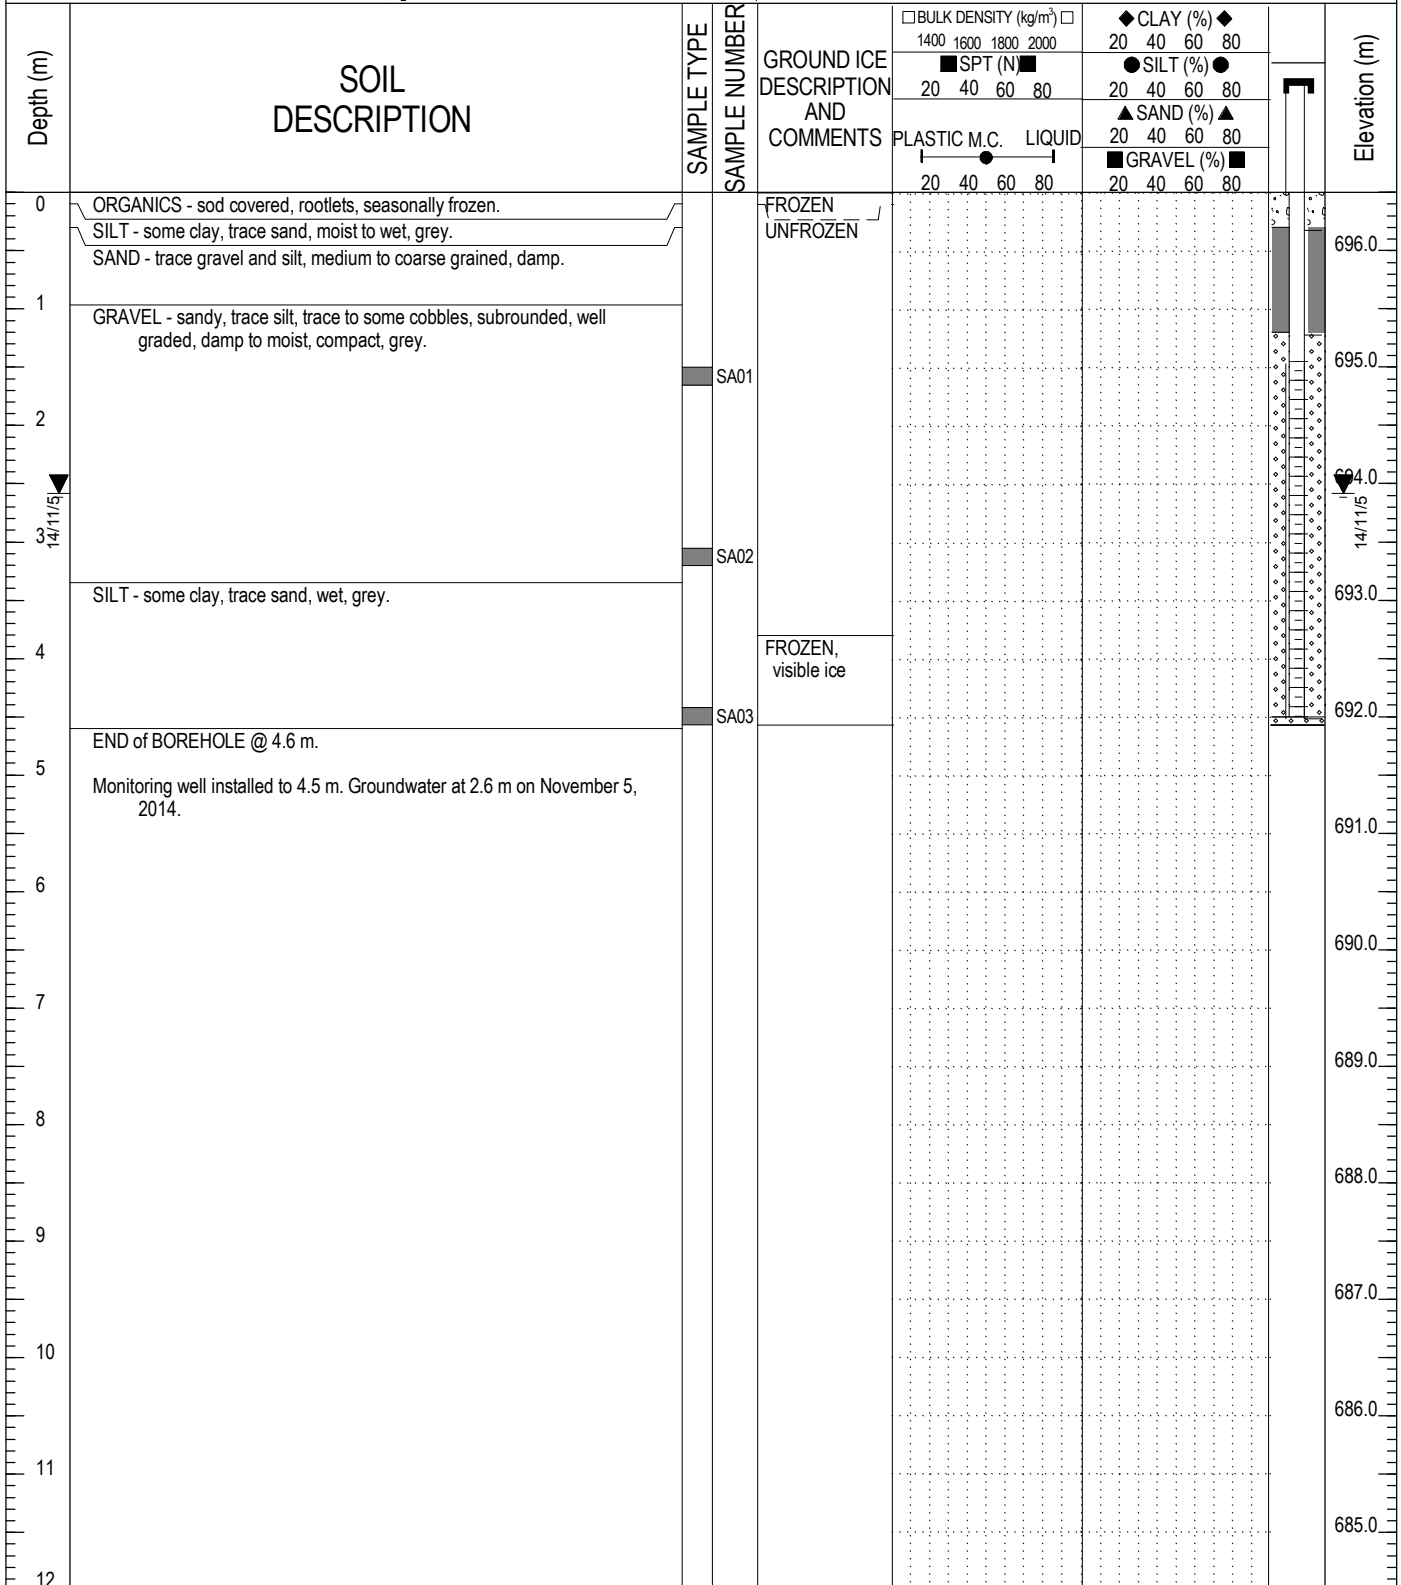 Depth (m)
SOIL
DESCRIPTION
SAMPLE TYPE
SAMPLE NUMBER
GROUND ICE
DESCRIPTION
AND
COMMENTS
□ BULK DENSITY (kg/m³) □
1400 1600 1800 2000
■ SPT (N) ■
20 40 60 80
PLASTIC M.C. LIQUID
20 40 60 80
◆ CLAY (%) ◆
20 40 60 80
● SILT (%) ●
20 40 60 80
▲ SAND (%) ▲
20 40 60 80
■ GRAVEL (%) ■
20 40 60 80
Elevation (m)
0
ORGANICS - sod covered, rootlets, seasonally frozen.
FROZEN
SILT - some clay, trace sand, moist to wet, grey.
UNFROZEN
696.0
SAND - trace gravel and silt, medium to coarse grained, damp.
1
GRAVEL - sandy, trace silt, trace to some cobbles, subrounded, well
graded, damp to moist, compact, grey.
695.0
SA01
2
694.0
14/11/5
14/11/5
3
SA02
SILT - some clay, trace sand, wet, grey.
693.0
4
FROZEN,
visible ice
SA03
692.0
END of BOREHOLE @ 4.6 m.
5
Monitoring well installed to 4.5 m. Groundwater at 2.6 m on November 5,
2014.
691.0
6
690.0
7
689.0
8
688.0
9
687.0
10
686.0
11
685.0
12